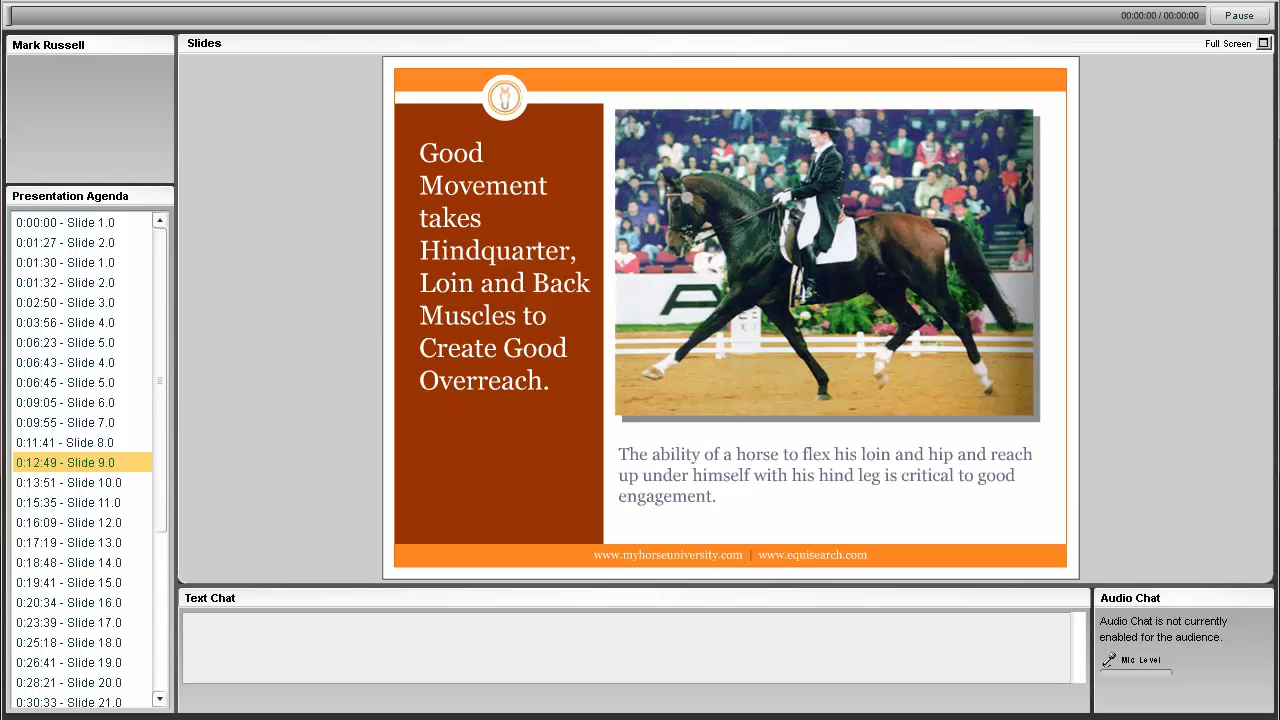 00:00:00 / 00:00:00
Pause
Mark Russell
Slides
Full Screen
Good
Movement
takes
Hindquarter,
Loin and Back
Muscles to
Create Good
Overreach.
The ability of a horse to flex his loin and hip and reach
up under himself with his hind leg is critical to good
engagement.
www.myhorseuniversity.com | www.equisearch.com
Presentation Agenda
0:00:00 - Slide 1.0
0:01:27 - Slide 2.0
0:01:30 - Slide 1.0
0:01:32 - Slide 2.0
0:02:50 - Slide 3.0
0:03:56 - Slide 4.0
0:06:23 - Slide 5.0
0:06:43 - Slide 4.0
0:06:45 - Slide 5.0
0:09:05 - Slide 6.0
0:09:55 - Slide 7.0
0:11:41 - Slide 8.0
0:12:49 - Slide 9.0
0:13:51 - Slide 10.0
0:15:35 - Slide 11.0
0:16:09 - Slide 12.0
0:17:19 - Slide 13.0
0:18:48 - Slide 14.0
0:19:41 - Slide 15.0
0:20:34 - Slide 16.0
0:23:39 - Slide 17.0
0:25:18 - Slide 18.0
0:26:41 - Slide 19.0
0:28:21 - Slide 20.0
0:30:33 - Slide 21.0
Text Chat
Audio Chat
Audio Chat is not currently
enabled for the audience.
Mic Level